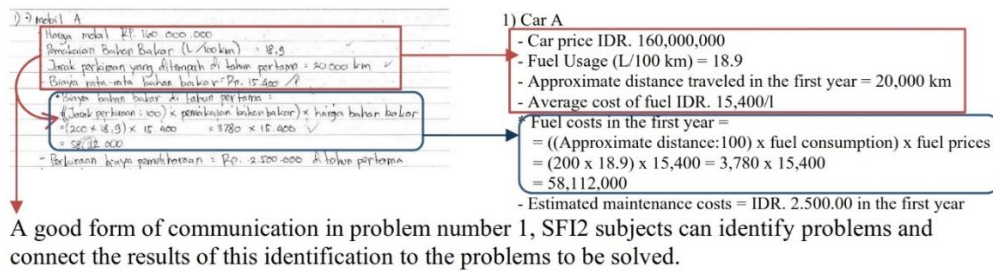 1) → mobil A
Harga mobil RP. 160.000.000
Pemakaian Bahan Bakar (L/100km) = 18,9
Jarak perkiraan yang ditempuh di tahun pertama = 20.000 km
Biaya rata-rata bahan bakar = Rp. 15.400 /l
* Biaya bahan bakar di tahun pertama =
((Jarak perkiraan : 100) × pemakaian bahan bakar) × harga bahan bakar
= (200 × 18,9) × 15.400 = 3780 × 15.400
= 58.112.000
- Perkiraan biaya pemeliharaan = Rp. 2.500.000 di tahun pertama
1) Car A
- Car price IDR. 160,000,000
- Fuel Usage (L/100 km) = 18.9
- Approximate distance traveled in the first year = 20,000 km
- Average cost of fuel IDR. 15,400/l
* Fuel costs in the first year =
= ((Approximate distance:100) x fuel consumption) x fuel prices
= (200 x 18.9) x 15,400 = 3,780 x 15,400
= 58,112,000
- Estimated maintenance costs = IDR. 2.500.00 in the first year
A good form of communication in problem number 1, SFI2 subjects can identify problems and
connect the results of this identification to the problems to be solved.